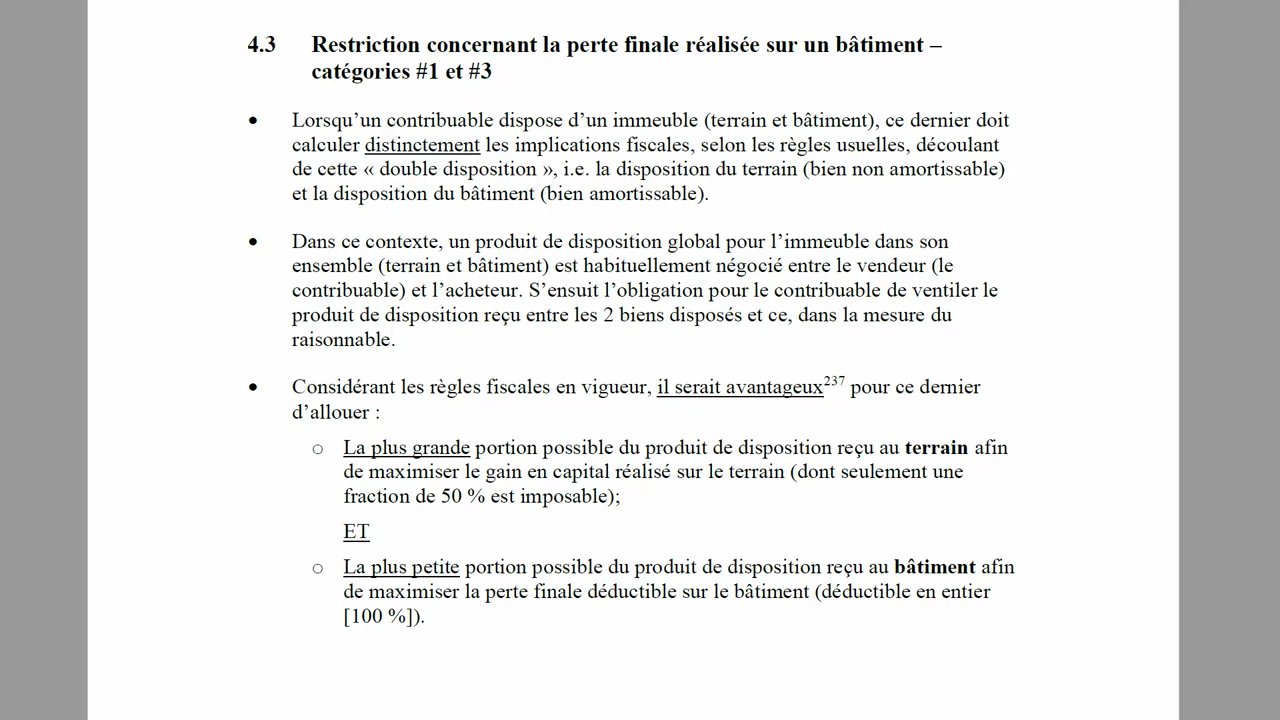 4.3 Restriction concernant la perte finale réalisée sur un bâtiment –
catégories #1 et #3
• Lorsqu’un contribuable dispose d’un immeuble (terrain et bâtiment), ce dernier doit
calculer distinctement les implications fiscales, selon les règles usuelles, découlant
de cette « double disposition », i.e. la disposition du terrain (bien non amortissable)
et la disposition du bâtiment (bien amortissable).
• Dans ce contexte, un produit de disposition global pour l’immeuble dans son
ensemble (terrain et bâtiment) est habituellement négocié entre le vendeur (le
contribuable) et l’acheteur. S’ensuit l’obligation pour le contribuable de ventiler le
produit de disposition reçu entre les 2 biens disposés et ce, dans la mesure du
raisonnable.
• Considérant les règles fiscales en vigueur, il serait avantageux237 pour ce dernier
d’allouer :
o La plus grande portion possible du produit de disposition reçu au terrain afin
de maximiser le gain en capital réalisé sur le terrain (dont seulement une
fraction de 50 % est imposable);
ET
o La plus petite portion possible du produit de disposition reçu au bâtiment afin
de maximiser la perte finale déductible sur le bâtiment (déductible en entier
[100 %]).